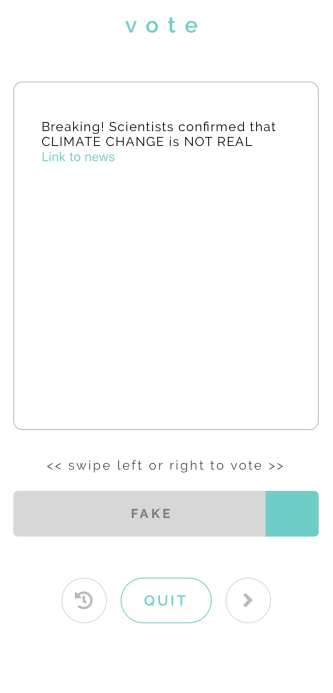 vote
Breaking! Scientists confirmed that
CLIMATE CHANGE is NOT REAL
Link to news
<< swipe left or right to vote >>
FAKE
QUIT